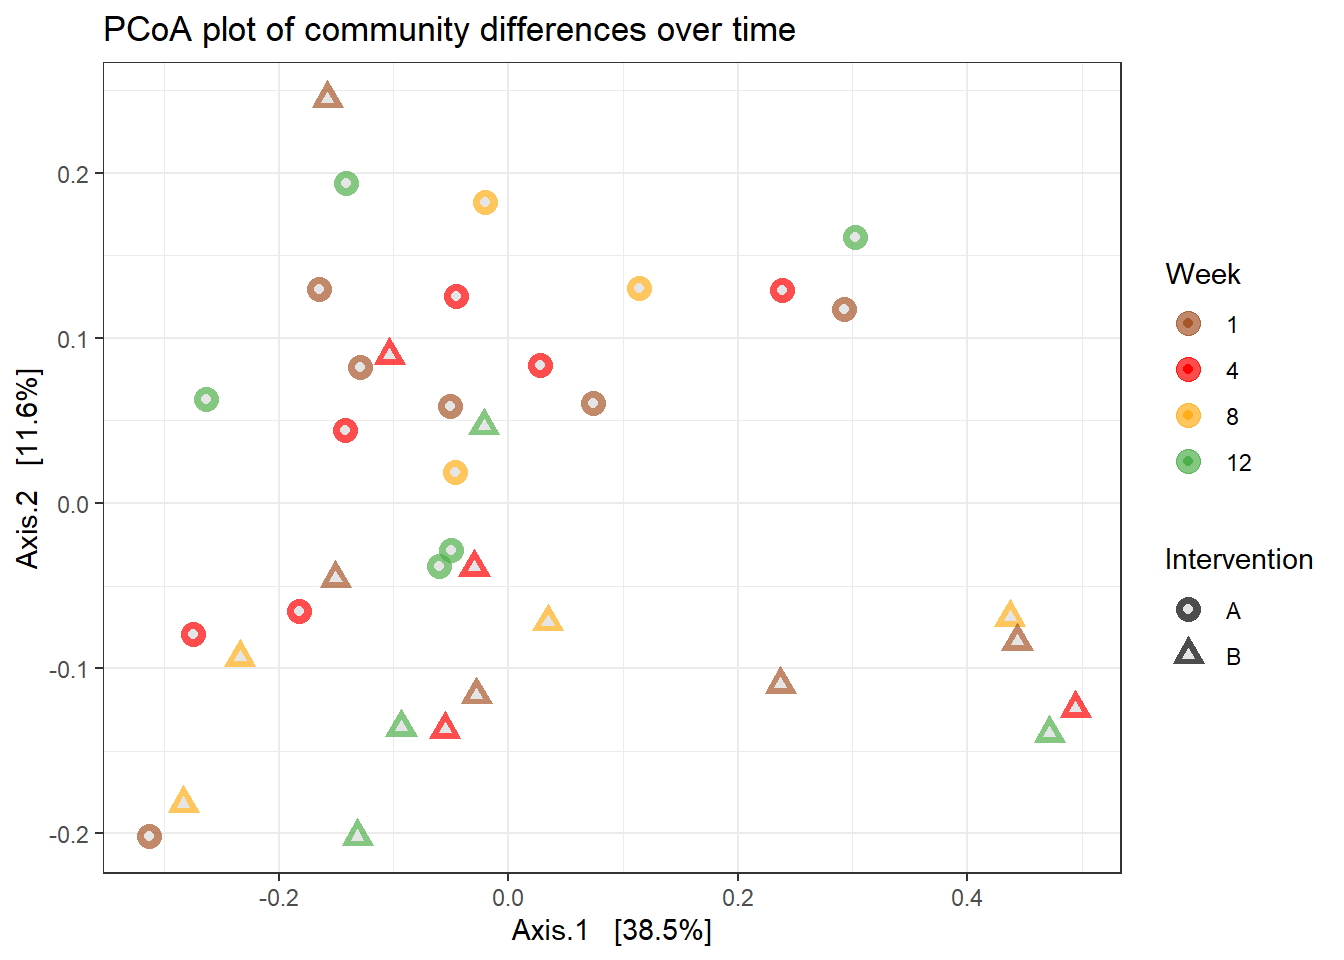 PCoA plot of community differences over time
Axis.2 [11.6%]
0.2
0.1
0.0
-0.1
-0.2
-0.2
0.0
0.2
0.4
Axis.1 [38.5%]
Week
1
4
8
12
Intervention
A
B